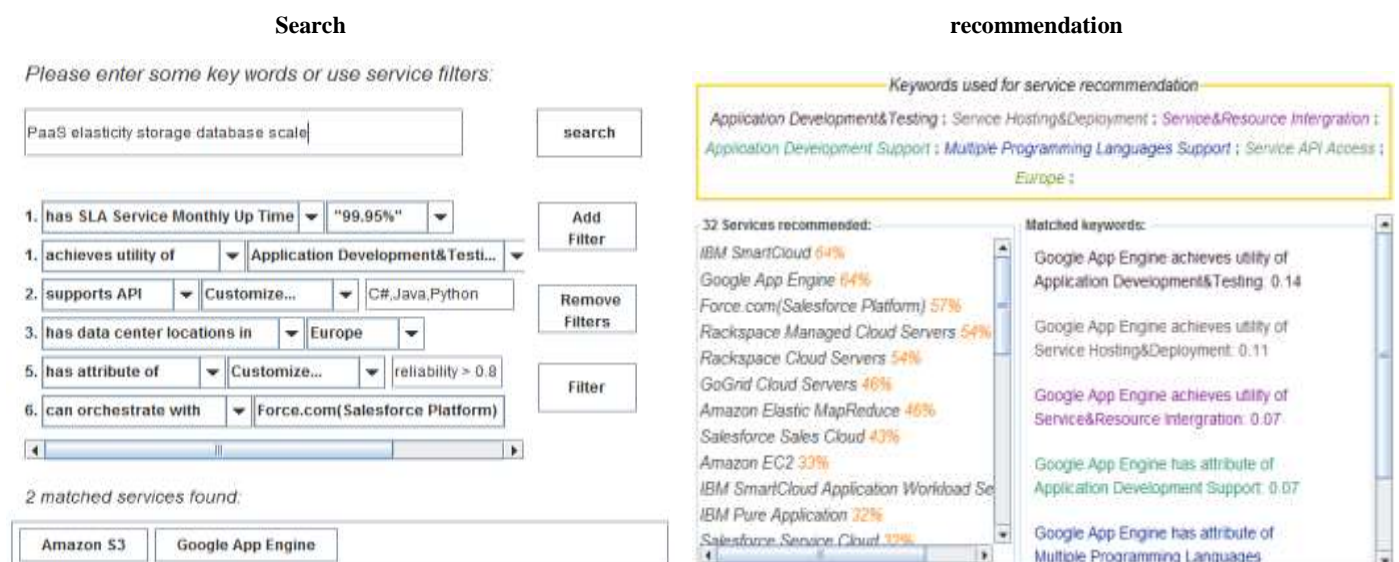 Search
Please enter some key words or use service filters:
PaaS elasticity storage database scale
search
1. has SLA Service Monthly Up Time "99.95%"
Add
Filter
1. achieves utility of Application Development&Testi...
2. supports API Customize... C#,Java,Python
Remove
Filters
3. has data center locations in Europe
5. has attribute of Customize... reliability > 0.8
Filter
6. can orchestrate with Force.com(Salesforce Platform)
2 matched services found:
Amazon S3 Google App Engine
recommendation
Keywords used for service recommendation
Application Development&Testing ; Service Hosting&Deployment ; Service&Resource Intergration ;
Application Development Support ; Multiple Programming Languages Support ; Service API Access ;
Europe ;
32 Services recommended:
IBM SmartCloud 64%
Google App Engine 64%
Force.com(Salesforce Platform) 57%
Rackspace Managed Cloud Servers 54%
Rackspace Cloud Servers 54%
GoGrid Cloud Servers 46%
Amazon Elastic MapReduce 46%
Salesforce Sales Cloud 43%
Amazon EC2 33%
IBM SmartCloud Application Workload Se
IBM Pure Application 32%
Salesforce Service Cloud 32%
Matched keywords:
Google App Engine achieves utility of
Application Development&Testing: 0.14
Google App Engine achieves utility of
Service Hosting&Deployment: 0.11
Google App Engine achieves utility of
Service&Resource Intergration: 0.07
Google App Engine has attribute of
Application Development Support: 0.07
Google App Engine has attribute of
Multiple Programming Languages